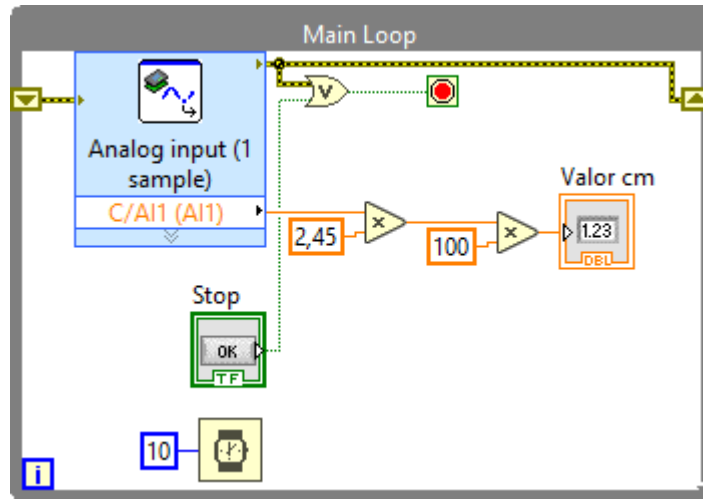 Main Loop
Analog input (1
sample)
C/AI1 (AI1)
2,45
100
Valor cm
1.23
DBL
Stop
OK
TF
10
i